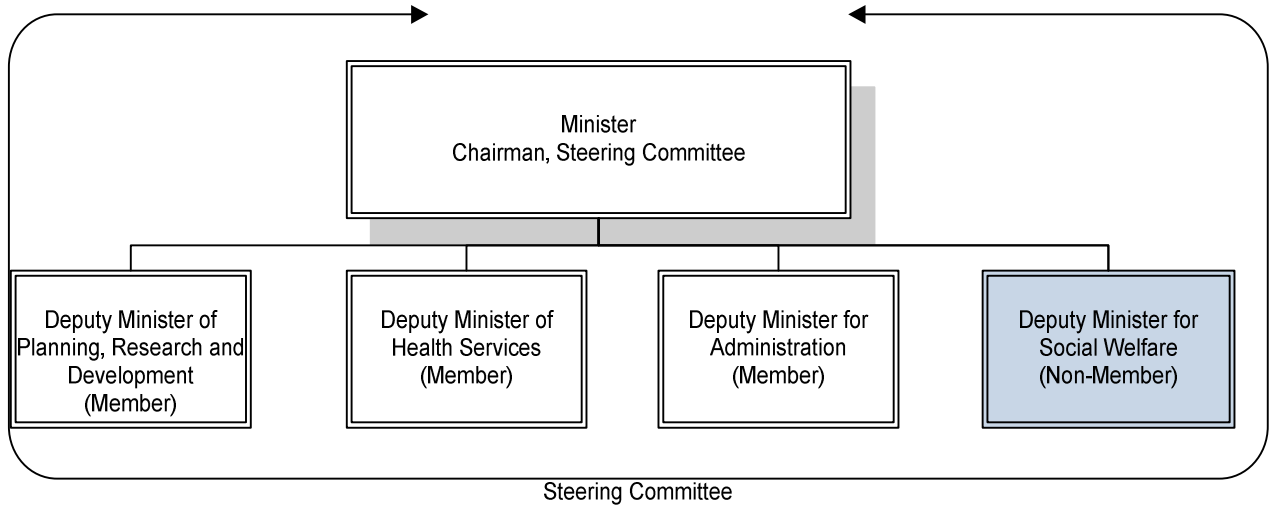 Minister
Chairman, Steering Committee
Deputy Minister of
Planning, Research and
Development
(Member)
Deputy Minister of
Health Services
(Member)
Deputy Minister for
Administration
(Member)
Deputy Minister for
Social Welfare
(Non-Member)
Steering Committee